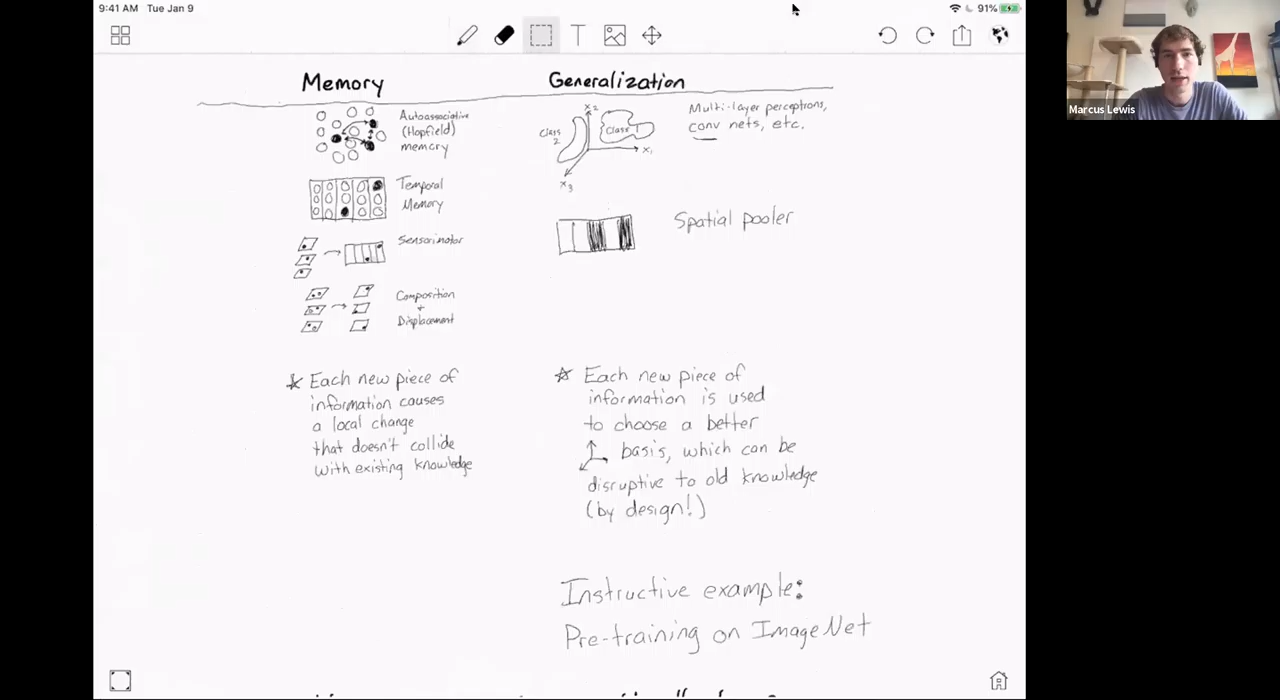 9:41 AM Tue Jan 9
91%
Marcus Lewis
Memory
Generalization
Autoassociative
(Hopfield)
memory
Class
2
Class 1
x2
x1
x3
Multi-layer perceptrons,
conv nets, etc.
Temporal
Memory
Spatial pooler
Sensorimotor
Composition
+
Displacement
Each new piece of
information causes
a local change
that doesn't collide
with existing knowledge
Each new piece of
information is used
to choose a better
basis, which can be
disruptive to old knowledge
(by design!)
Instructive example:
Pre-training on ImageNet